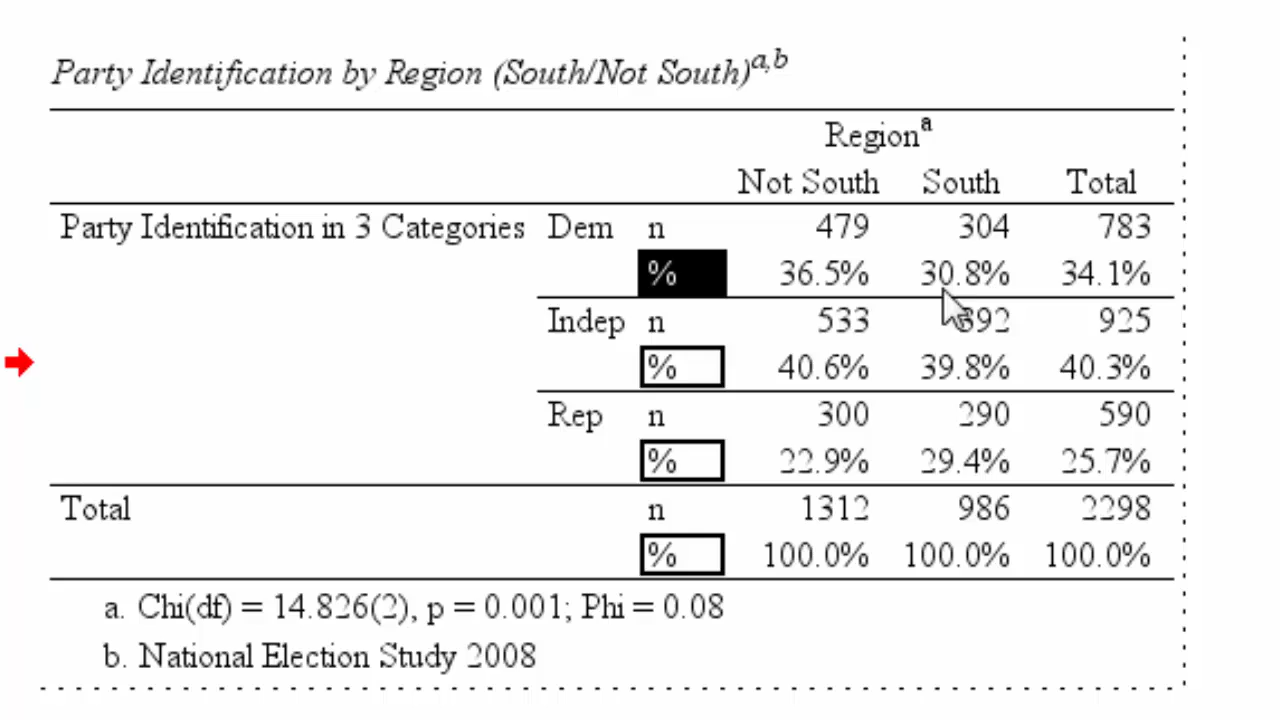 Party Identification by Region (South/Not South)a,b
Regiona
Not South South Total
Party Identification in 3 Categories Dem n 479 304 783
% 36.5% 30.8% 34.1%
Indep n 533 392 925
% 40.6% 39.8% 40.3%
Rep n 300 290 590
% 22.9% 29.4% 25.7%
Total n 1312 986 2298
% 100.0% 100.0% 100.0%
a. Chi(df) = 14.826(2), p = 0.001; Phi = 0.08
b. National Election Study 2008